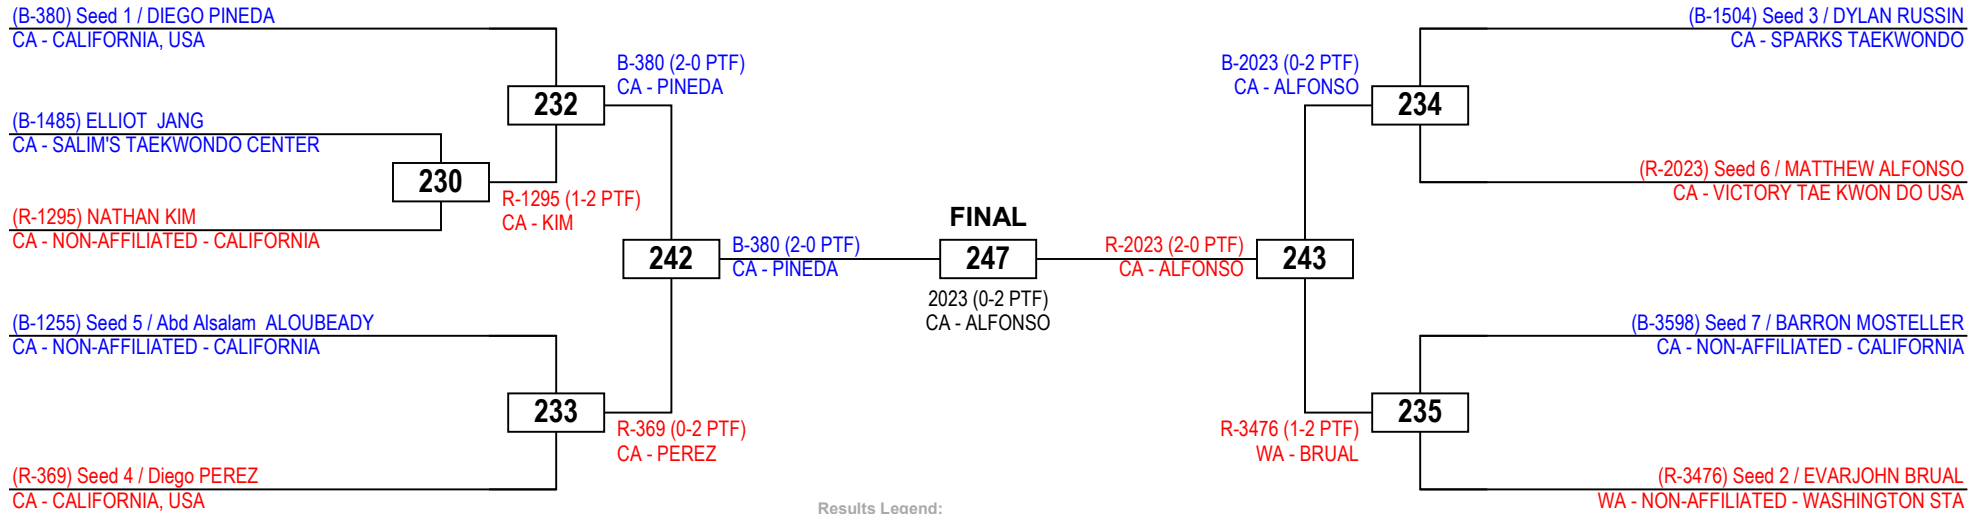 (B-380) Seed 1 / DIEGO PINEDA
CA - CALIFORNIA, USA
(B-1485) ELLIOT  JANG
CA - SALIM'S TAEKWONDO CENTER
(R-1295) NATHAN KIM
CA - NON-AFFILIATED - CALIFORNIA
(B-1255) Seed 5 / Abd Alsalam  ALOUBEADY
CA - NON-AFFILIATED - CALIFORNIA
(R-369) Seed 4 / Diego PEREZ
CA - CALIFORNIA, USA
230
R-1295 (1-2 PTF)
CA - KIM
232
B-380 (2-0 PTF)
CA - PINEDA
233
R-369 (0-2 PTF)
CA - PEREZ
242
B-380 (2-0 PTF)
CA - PINEDA
FINAL
247
2023 (0-2 PTF)
CA - ALFONSO
R-2023 (2-0 PTF)
CA - ALFONSO
243
B-2023 (0-2 PTF)
CA - ALFONSO
234
R-3476 (1-2 PTF)
WA - BRUAL
235
(B-1504) Seed 3 / DYLAN RUSSIN
CA - SPARKS TAEKWONDO
(R-2023) Seed 6 / MATTHEW ALFONSO
CA - VICTORY TAE KWON DO USA
(B-3598) Seed 7 / BARRON MOSTELLER
CA - NON-AFFILIATED - CALIFORNIA
(R-3476) Seed 2 / EVARJOHN BRUAL
WA - NON-AFFILIATED - WASHINGTON STA
Results Legend: